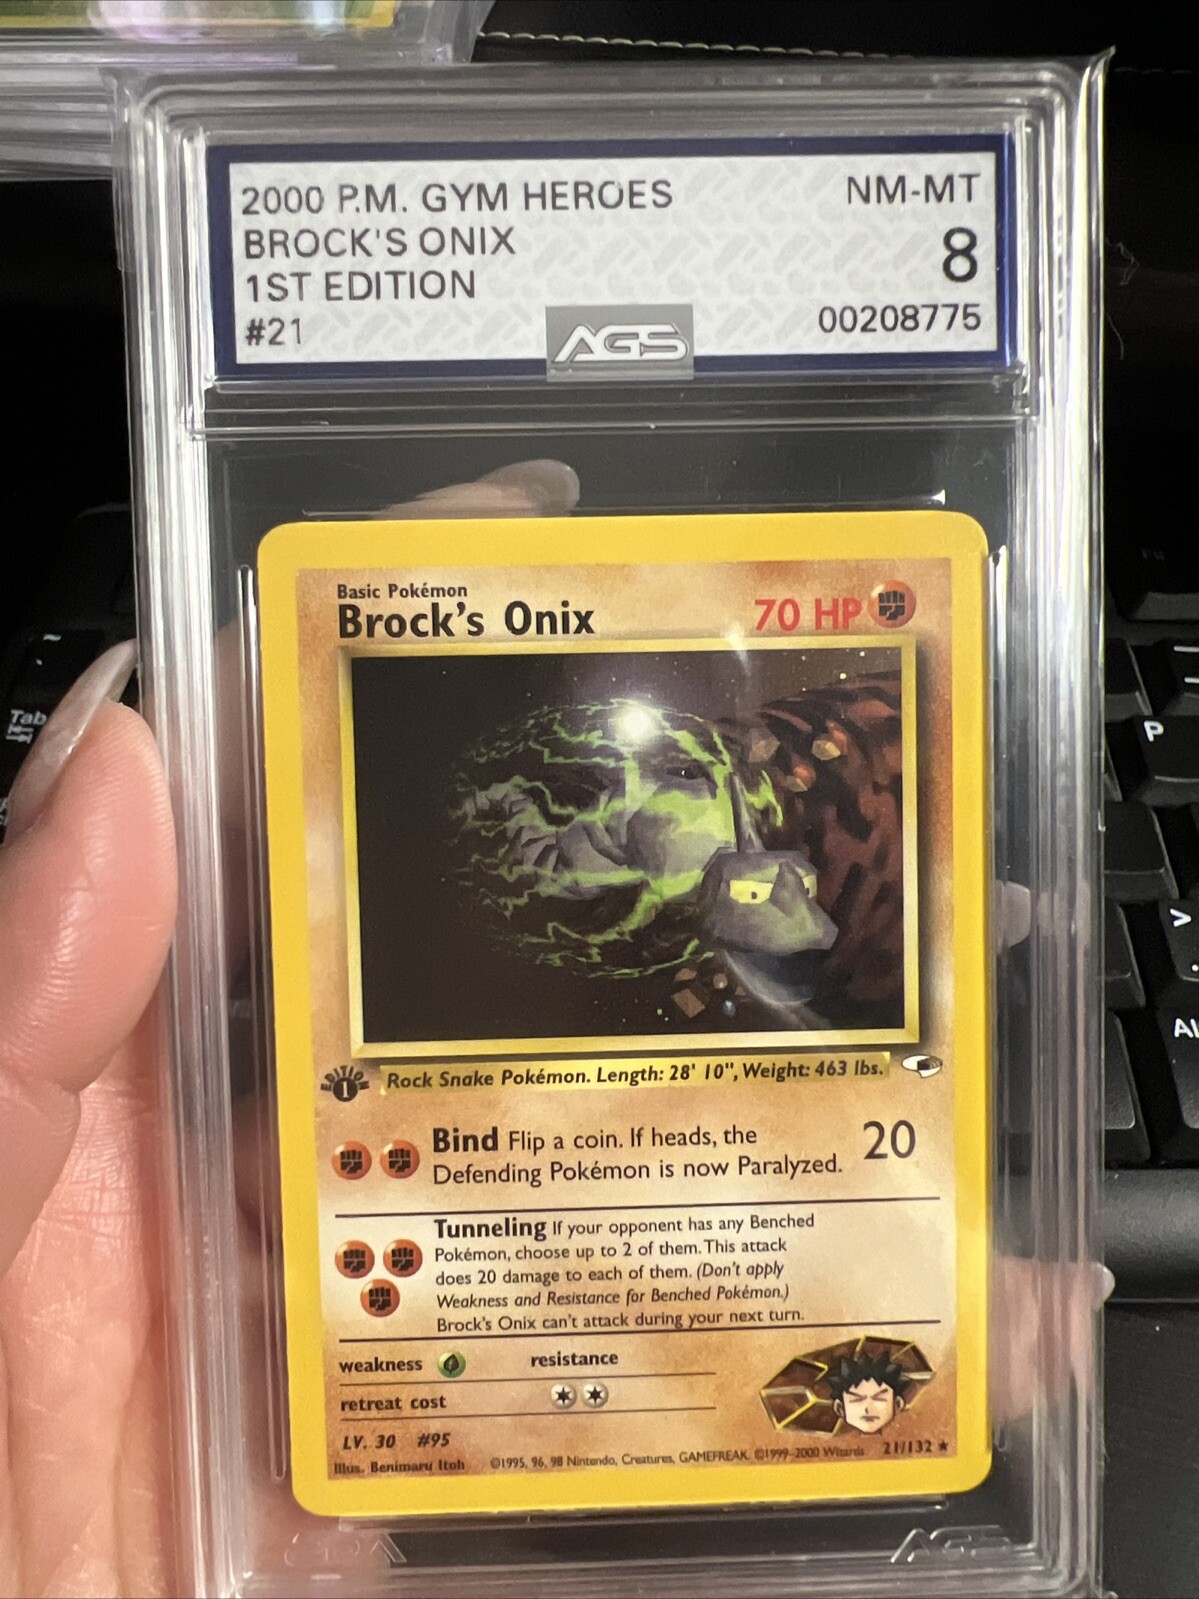 2000 P.M. GYM HEROES
NM-MT
BROCK'S ONIX
8
1ST EDITION
#21
00208775
AGS
Basic Pokémon
Brock's Onix
70 HP
EDITION
1
Rock Snake Pokémon. Length: 28' 10", Weight: 463 lbs.
Bind Flip a coin. If heads, the
Defending Pokémon is now Paralyzed.
20
Tunneling If your opponent has any Benched
Pokémon, choose up to 2 of them. This attack
does 20 damage to each of them. (Don't apply
Weakness and Resistance for Benched Pokémon.)
Brock's Onix can't attack during your next turn.
weakness
resistance
retreat cost
LV. 30 #95
Illus. Benimaru Itoh
©1995, 96, 98 Nintendo, Creatures, GAMEFREAK. ©1999-2000 Wizards.
21/132 ★
AGS
Tab
P
V